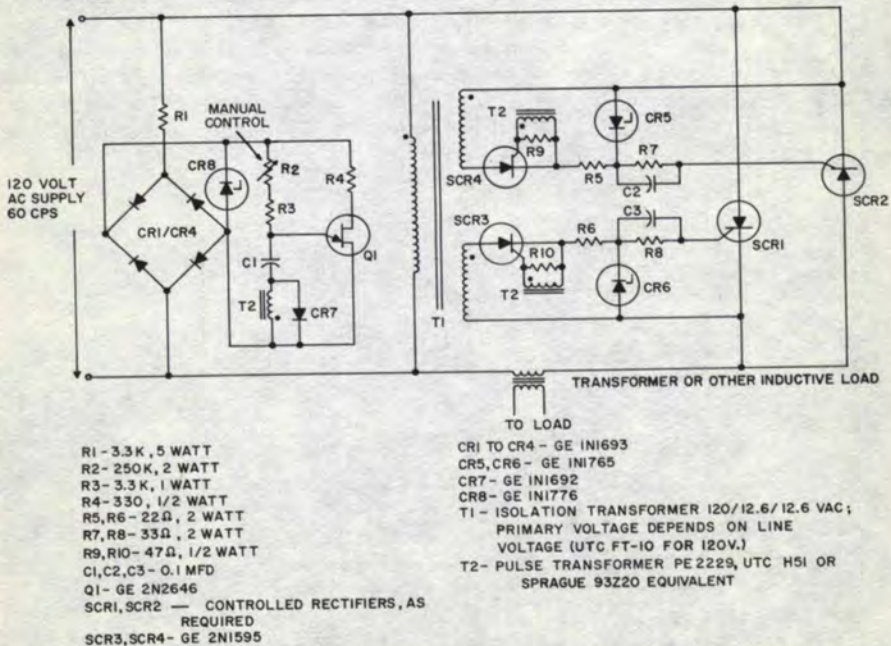 120 VOLT
AC SUPPLY
60 CPS
R1
MANUAL
CONTROL
CR8
R2
R4
CR1/CR4
R3
Q1
C1
T2
CR7
T1
T2
R9
SCR4
R5
CR5
R7
C2
SCR2
SCR3
R6
C3
R8
SCR1
R10
T2
CR6
TRANSFORMER OR OTHER INDUCTIVE LOAD
TO LOAD
R1-3.3K, 5 WATT
R2-250K, 2 WATT
R3-3.3K, 1 WATT
R4-330, 1/2 WATT
R5,R6-22Ω, 2 WATT
R7,R8-33Ω, 2 WATT
R9,R10-47Ω, 1/2 WATT
C1,C2,C3-0.1 MFD
Q1- GE 2N2646
SCR1,SCR2 — CONTROLLED RECTIFIERS, AS
REQUIRED
SCR3,SCR4- GE 2N1595
CR1 TO CR4- GE IN1693
CR5,CR6- GE IN1765
CR7- GE IN1692
CR8- GE IN1776
T1- ISOLATION TRANSFORMER 120/12.6/12.6 VAC;
PRIMARY VOLTAGE DEPENDS ON LINE
VOLTAGE (UTC FT-10 FOR 120V.)
T2- PULSE TRANSFORMER PE 2229, UTC H51 OR
SPRAGUE 93Z20 EQUIVALENT